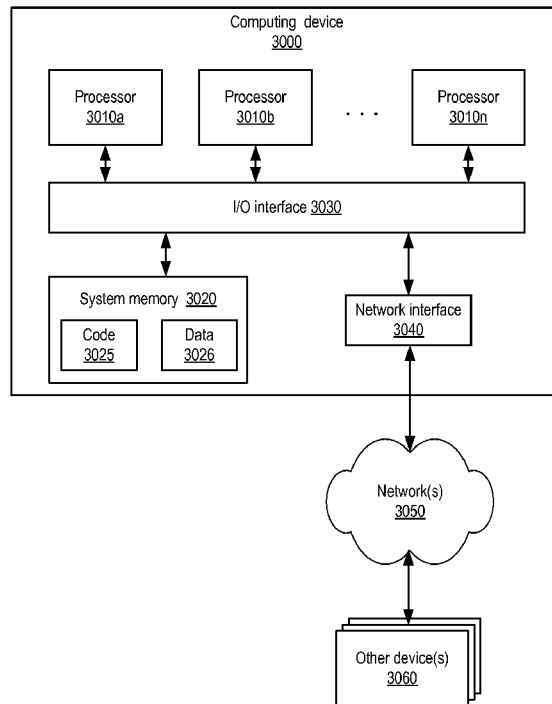 Computing device
3000
Processor
3010a
Processor
3010b
. . .
Processor
3010n
I/O interface 3030
System memory 3020
Code
3025
Data
3026
Network interface
3040
Network(s)
3050
Other device(s)
3060